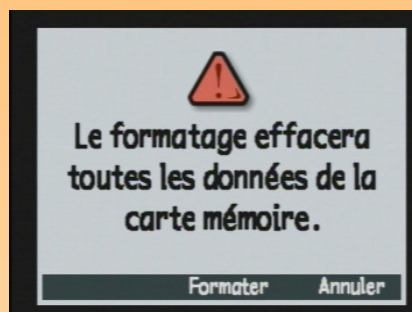 Le formatage effacera
toutes les données de la
carte mémoire.
Formater Annuler